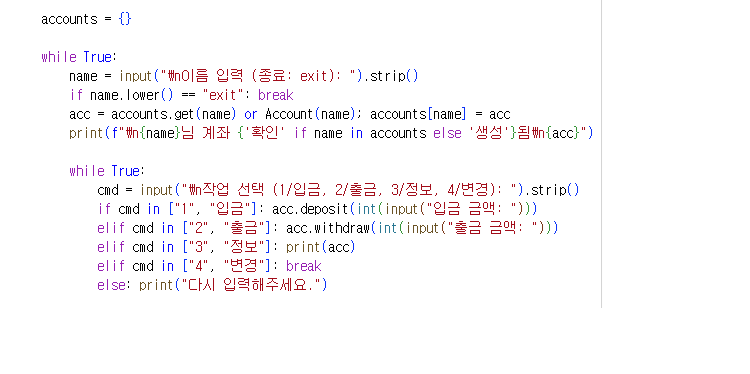 accounts = {}
while True:
    name = input("₩n이름 입력 (종료: exit): ").strip()
    if name.lower() == "exit": break
    acc = accounts.get(name) or Account(name); accounts[name] = acc
    print(f"₩n{name}님 계좌 {'확인' if name in accounts else '생성'}됨₩n{acc}")
    while True:
        cmd = input("₩n작업 선택 (1/입금, 2/출금, 3/정보, 4/변경): ").strip()
        if cmd in ["1", "입금"]: acc.deposit(int(input("입금 금액: ")))
        elif cmd in ["2", "출금"]: acc.withdraw(int(input("출금 금액: ")))
        elif cmd in ["3", "정보"]: print(acc)
        elif cmd in ["4", "변경"]: break
        else: print("다시 입력해주세요.")